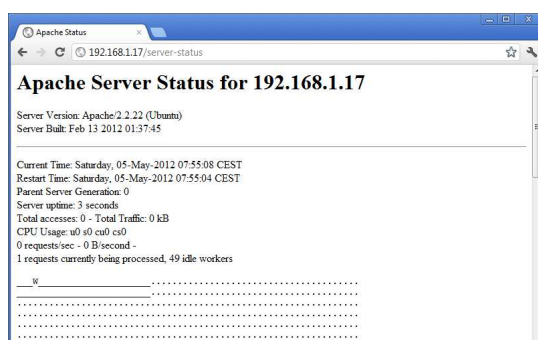 Apache Status
192.168.1.17/server-status
Apache Server Status for 192.168.1.17
Server Version: Apache/2.2.22 (Ubuntu)
Server Built: Feb 13 2012 01:37:45
Current Time: Saturday, 05-May-2012 07:55:08 CEST
Restart Time: Saturday, 05-May-2012 07:55:04 CEST
Parent Server Generation: 0
Server uptime: 3 seconds
Total accesses: 0 - Total Traffic: 0 kB
CPU Usage: u0 s0 cu0 cs0
0 requests/sec - 0 B/second -
1 requests currently being processed, 49 idle workers
___W______________________......................................
__________________________......................................
................................................................
................................................................
................................................................
................................................................